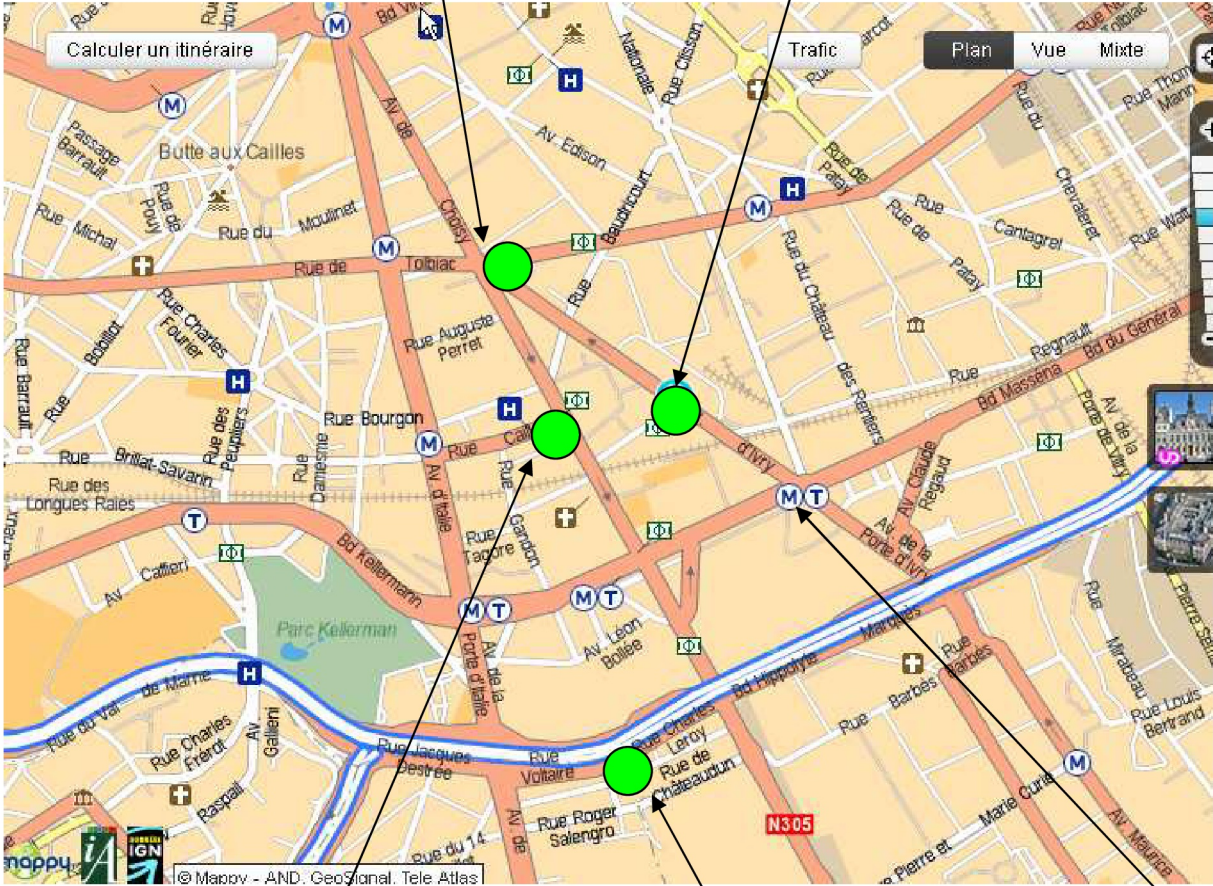 Calculer un itinéraire
Trafic
Plan
Vue
Mixte
M
H
Nationale
Rue Clisson
Passage
Barrault
Butte aux Cailles
Rue de
Pouy
Rue Michal
Rue du Moulinet
Av. de
Choisy
Av. Edison
Baudricourt
Rue
Rue de
Patay
Rue de
Patay
Rue
Cantagrel
Rue du
Chevaleret
Rue de
Tolbiac
M
M
H
Rue Charles
Fourier
Bobillot
Rue
Rue Barrault
Rue Auguste
Perret
Rue du Château
des Rentiers
Regnault
Rue
Bd du Général
Bd Masséna
H
Rue des
Peupliers
Rue
Damesme
Rue Bourgon
H
M
Rue
Rue
Gandon
d'Ivry
Av. de la
Porte de Vitry
Av. Claude
Regaud
Rue
Brillat-Savarin
Rue des
Longues Raies
T
Av. d'Italie
Rue
Tagore
M T
Av. de la
Porte d'Ivry
Av.
Caffieri
Bd Kellermann
M T
M T
Parc Kellerman
Av. Léon
Bollée
Av. de la
Porte d'Italie
Bd Hippolyte
Marquès
Rue
Barbès
Rue
Barbès
Rue
Mirabeau
Rue Louis
Bertrand
H
Rue du Val
de Marne
Av
Gallieni
Rue Charles
Frérot
Raspail
Rue Jacques
Destrée
Rue
Voltaire
Rue Charles
Leroy
Rue de
Châteaudun
Rue Roger
Salengro
Rue du 14
Av. de
N305
Marie Curie
Rue Pierre et
M
Av. Maurice
mappy
iA
IGN
© Mappy - AND, GeoSignal, Tele Atlas